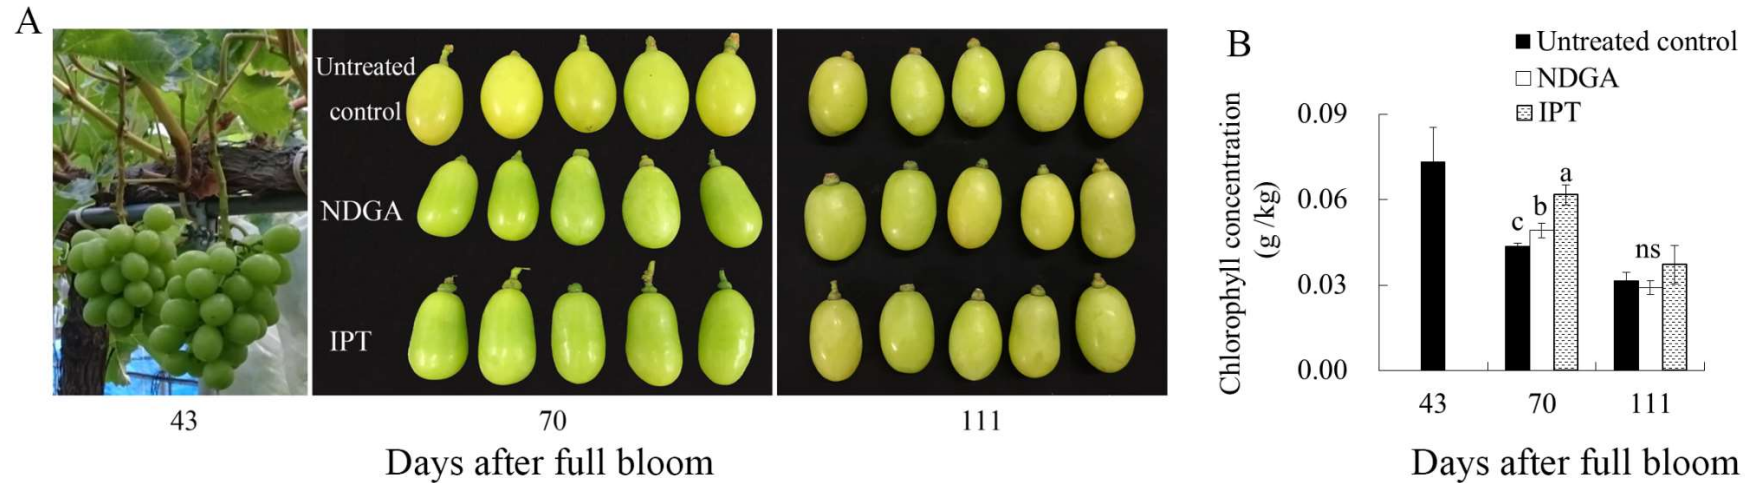 A
Untreated
control
NDGA
IPT
43
70
111
Days after full bloom
B
Untreated control
NDGA
IPT
Chlorophyll concentration
(g /kg)
0.09
0.06
0.03
0.00
c
b
a
ns
43
70
111
Days after full bloom